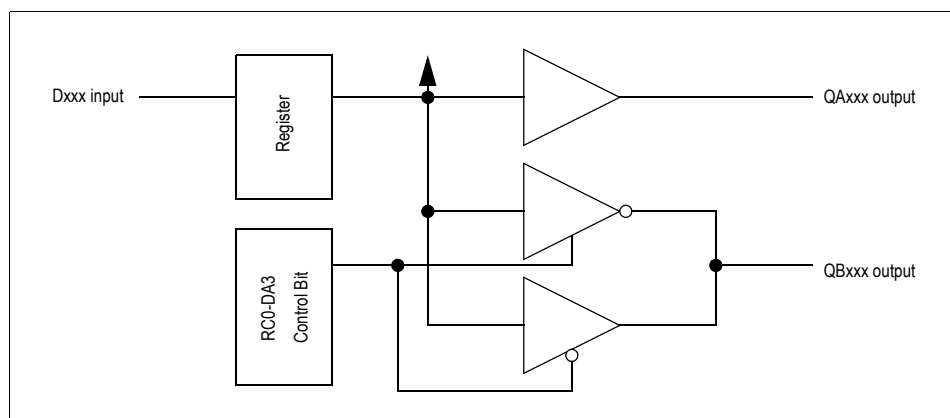 Dxxx input
Register
QAxxx output
RC0-DA3
Control Bit
QBxxx output